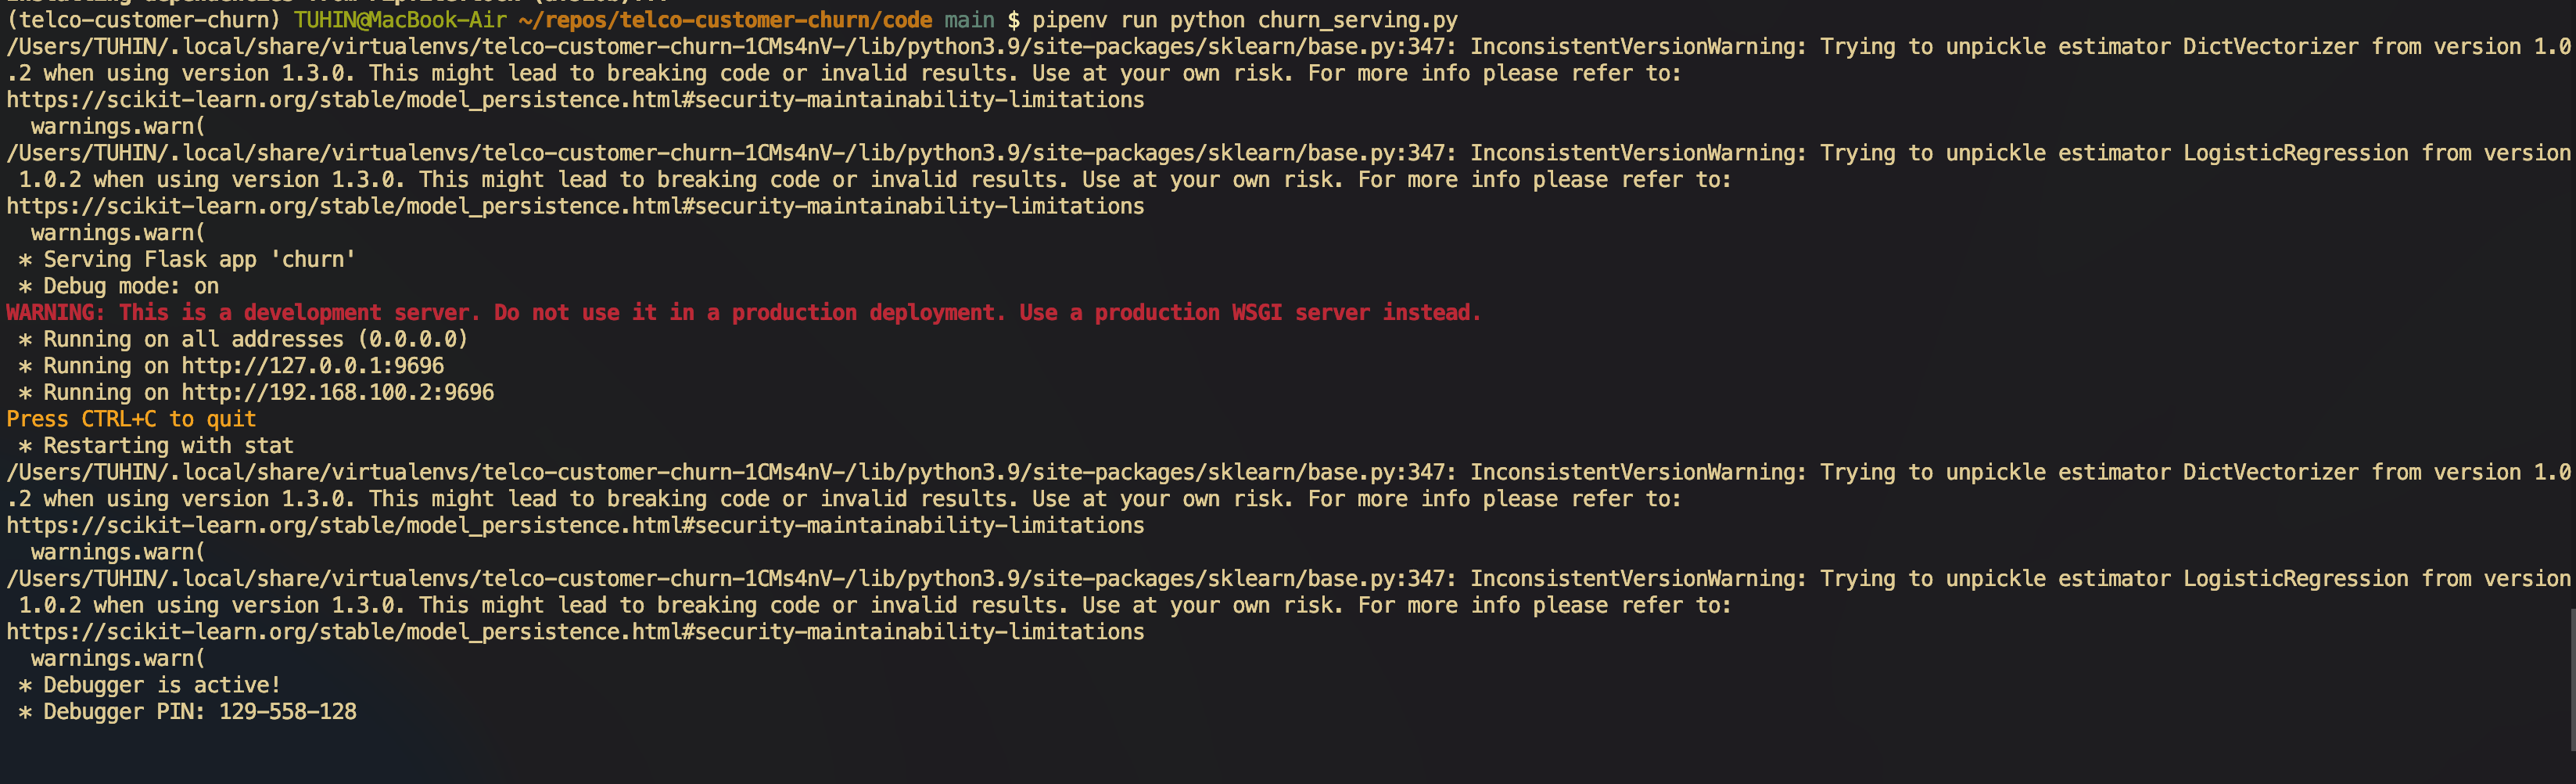 (telco-customer-churn) TUHIN@MacBook-Air ~/repos/telco-customer-churn/code main $ pipenv run python churn_serving.py
/Users/TUHIN/.local/share/virtualenvs/telco-customer-churn-1CMs4nV-/lib/python3.9/site-packages/sklearn/base.py:347: InconsistentVersionWarning: Trying to unpickle estimator DictVectorizer from version 1.0
.2 when using version 1.3.0. This might lead to breaking code or invalid results. Use at your own risk. For more info please refer to:
https://scikit-learn.org/stable/model_persistence.html#security-maintainability-limitations
  warnings.warn(
/Users/TUHIN/.local/share/virtualenvs/telco-customer-churn-1CMs4nV-/lib/python3.9/site-packages/sklearn/base.py:347: InconsistentVersionWarning: Trying to unpickle estimator LogisticRegression from version
 1.0.2 when using version 1.3.0. This might lead to breaking code or invalid results. Use at your own risk. For more info please refer to:
https://scikit-learn.org/stable/model_persistence.html#security-maintainability-limitations
  warnings.warn(
 * Serving Flask app 'churn'
 * Debug mode: on
WARNING: This is a development server. Do not use it in a production deployment. Use a production WSGI server instead.
 * Running on all addresses (0.0.0.0)
 * Running on http://127.0.0.1:9696
 * Running on http://192.168.100.2:9696
Press CTRL+C to quit
 * Restarting with stat
/Users/TUHIN/.local/share/virtualenvs/telco-customer-churn-1CMs4nV-/lib/python3.9/site-packages/sklearn/base.py:347: InconsistentVersionWarning: Trying to unpickle estimator DictVectorizer from version 1.0
.2 when using version 1.3.0. This might lead to breaking code or invalid results. Use at your own risk. For more info please refer to:
https://scikit-learn.org/stable/model_persistence.html#security-maintainability-limitations
  warnings.warn(
/Users/TUHIN/.local/share/virtualenvs/telco-customer-churn-1CMs4nV-/lib/python3.9/site-packages/sklearn/base.py:347: InconsistentVersionWarning: Trying to unpickle estimator LogisticRegression from version
 1.0.2 when using version 1.3.0. This might lead to breaking code or invalid results. Use at your own risk. For more info please refer to:
https://scikit-learn.org/stable/model_persistence.html#security-maintainability-limitations
  warnings.warn(
 * Debugger is active!
 * Debugger PIN: 129-558-128